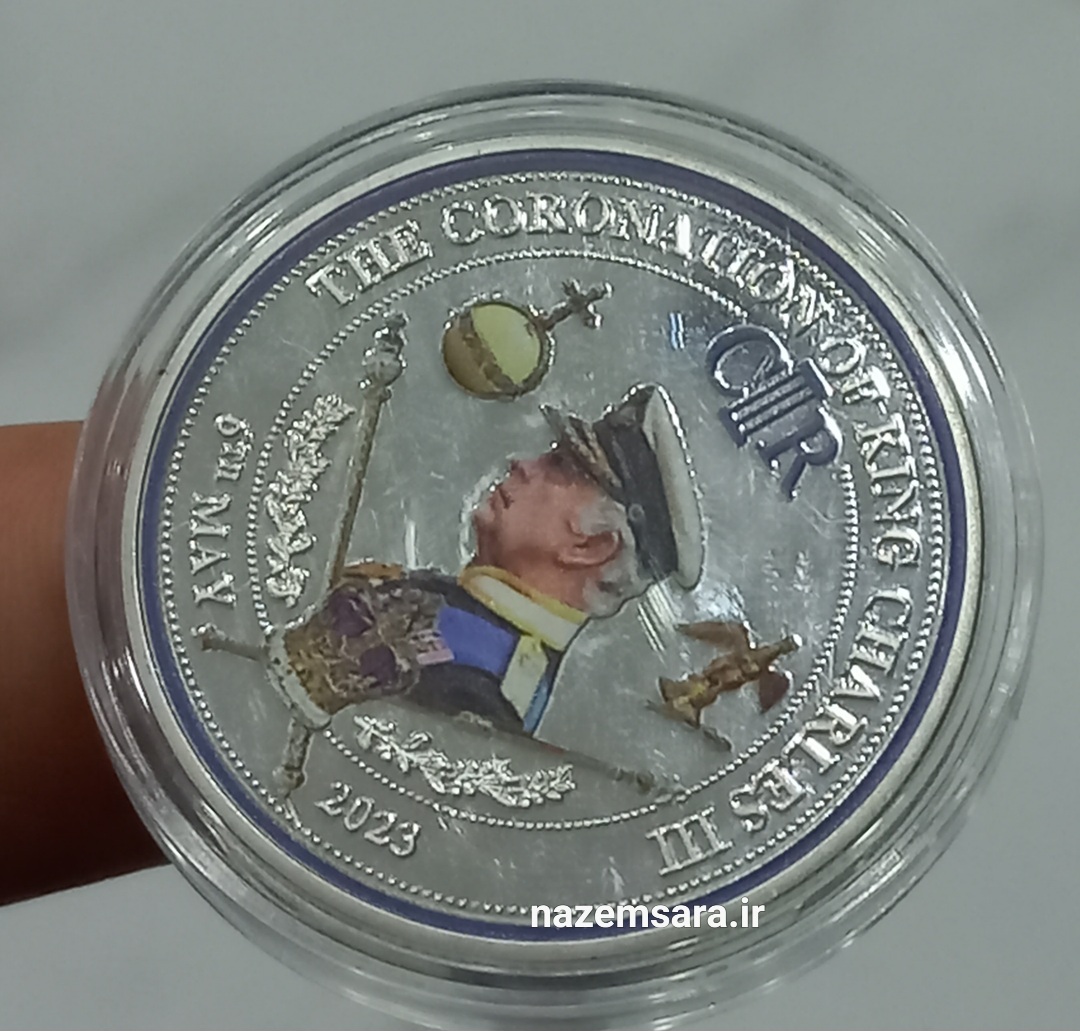 THE CORONATION OF KING CHARLES III
CIIIR
6TH MAY
2023
nazemsara.ir